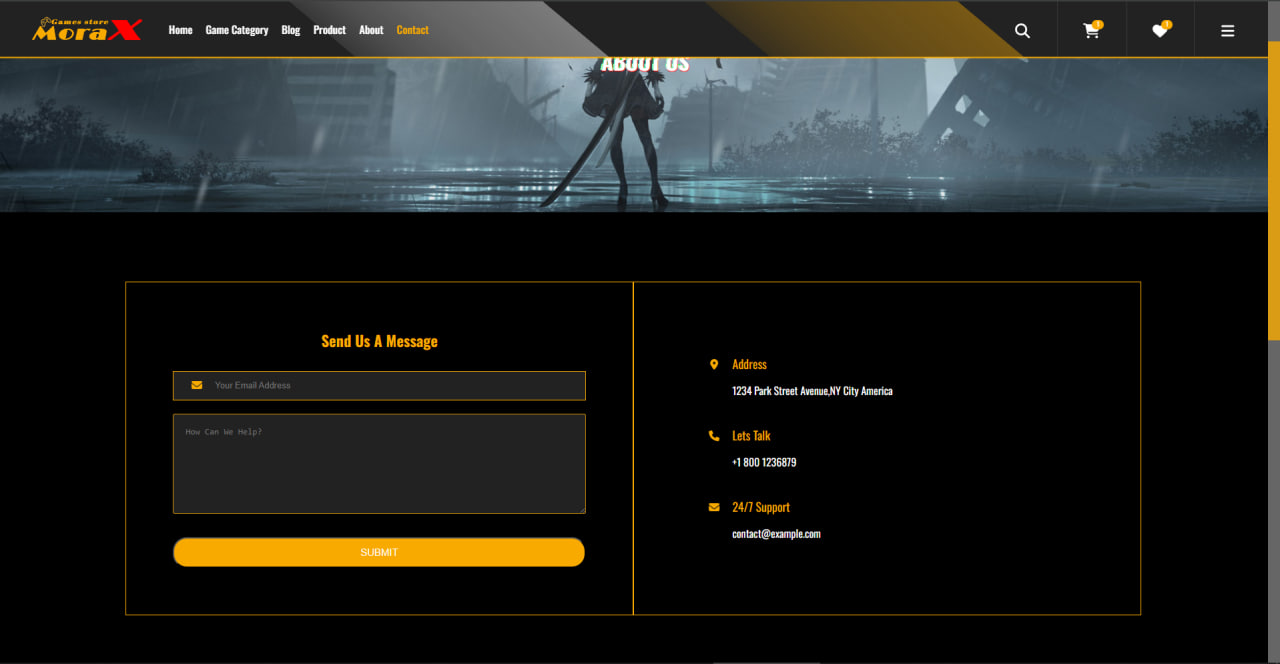 Games store
MoraX
Home Game Category Blog Product About Contact
1
ABOUT US
Send Us A Message
Your Email Address
How Can We Help?
SUBMIT
Address
1234 Park Street Avenue,NY City America
Lets Talk
+1 800 1236879
24/7 Support
contact@example.com